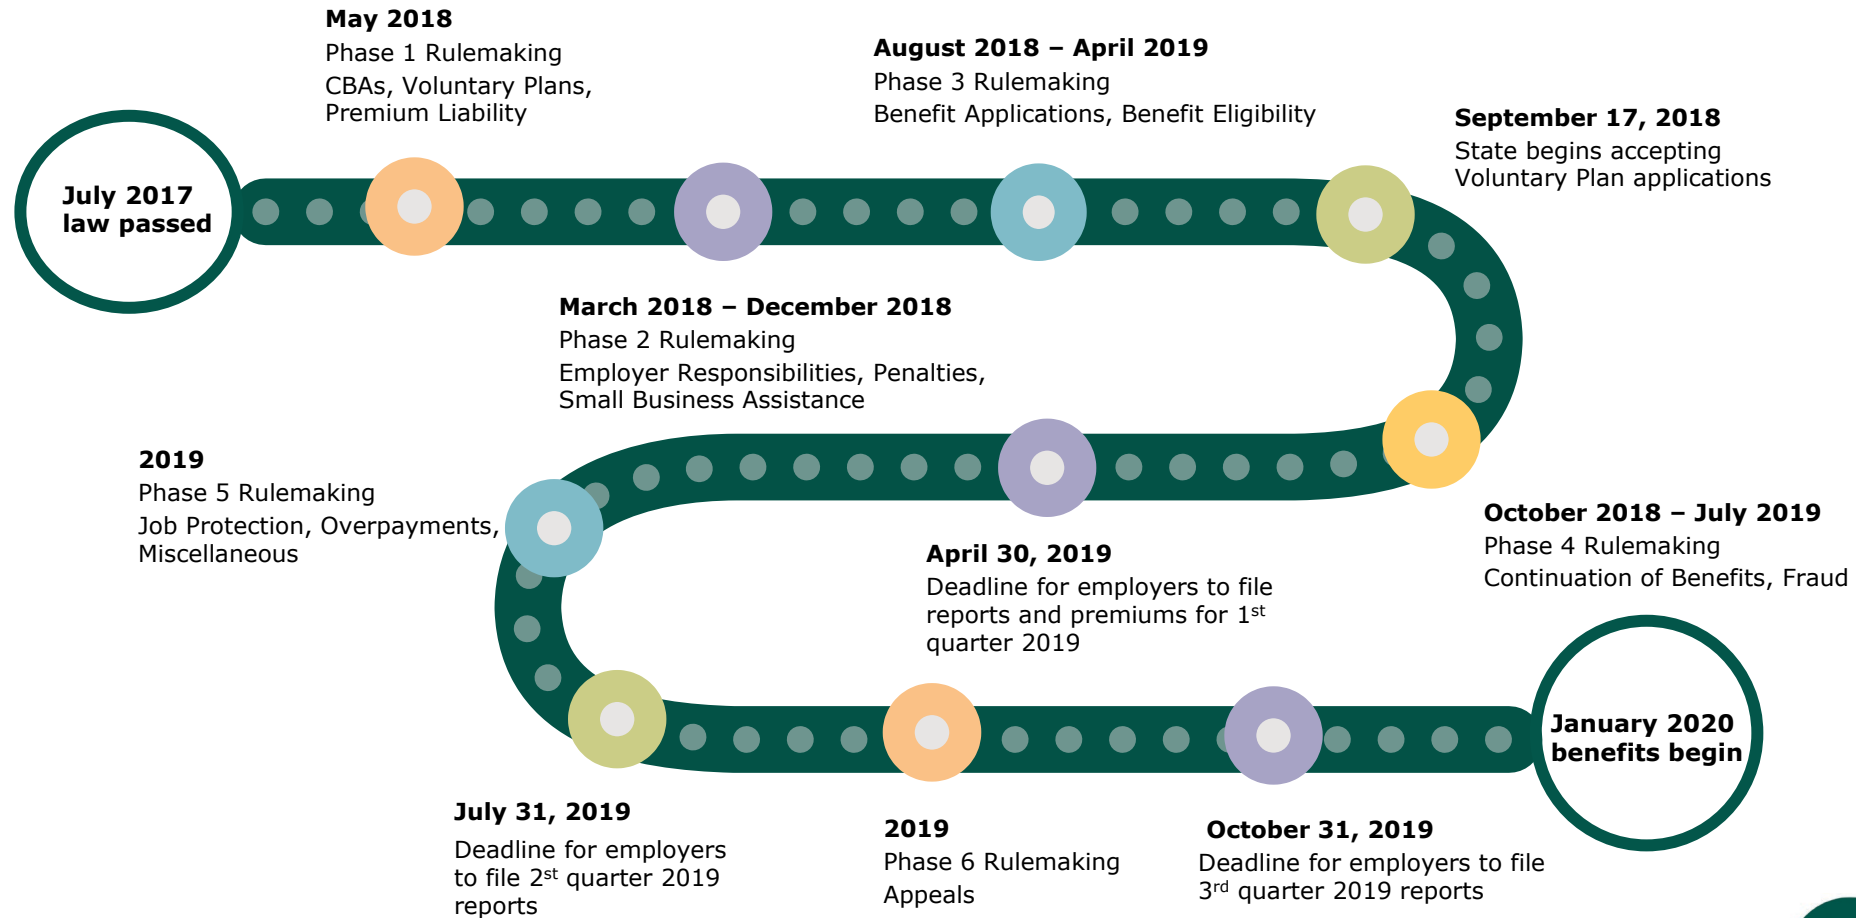 July 2017
law passed
May 2018
Phase 1 Rulemaking
CBAs, Voluntary Plans,
Premium Liability
March 2018 – December 2018
Phase 2 Rulemaking
Employer Responsibilities, Penalties,
Small Business Assistance
August 2018 – April 2019
Phase 3 Rulemaking
Benefit Applications, Benefit Eligibility
September 17, 2018
State begins accepting
Voluntary Plan applications
October 2018 – July 2019
Phase 4 Rulemaking
Continuation of Benefits, Fraud
April 30, 2019
Deadline for employers to file
reports and premiums for 1st
quarter 2019
2019
Phase 5 Rulemaking
Job Protection, Overpayments,
Miscellaneous
July 31, 2019
Deadline for employers
to file 2st quarter 2019
reports
2019
Phase 6 Rulemaking
Appeals
October 31, 2019
Deadline for employers to file
3rd quarter 2019 reports
January 2020
benefits begin